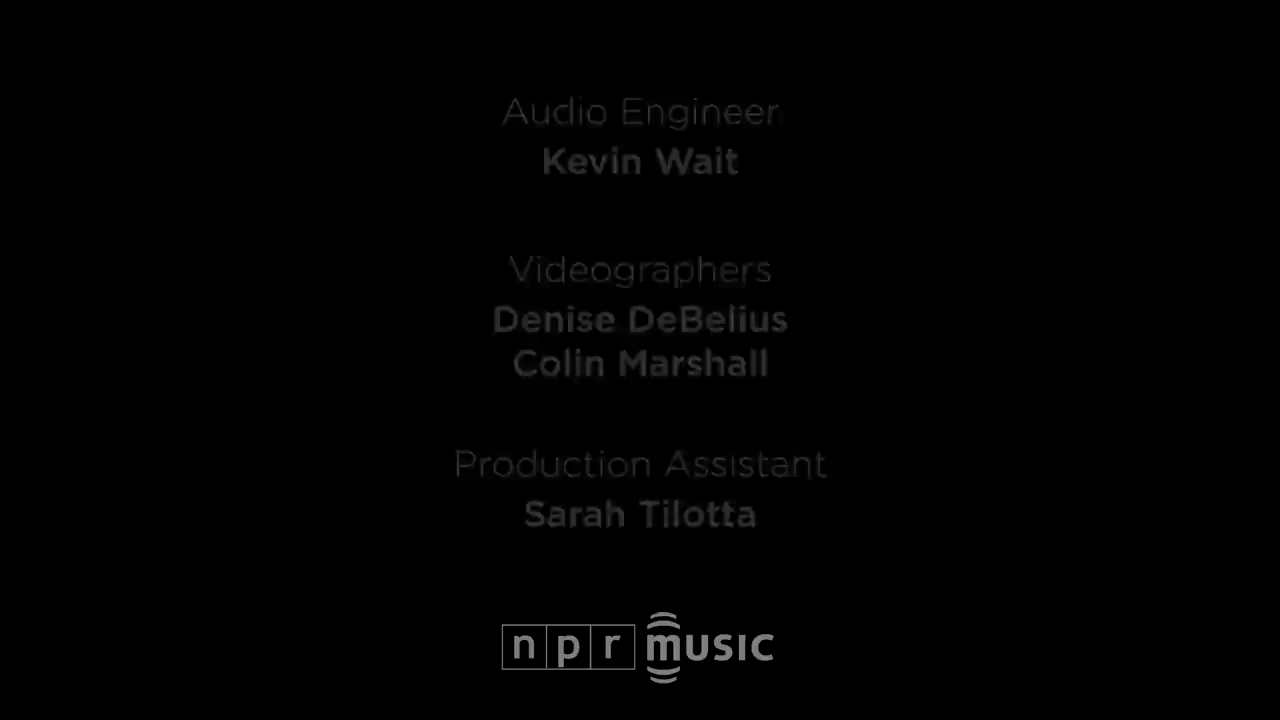 Audio Engineer
Kevin Wait
Videographers
Denise DeBelius
Colin Marshall
Production Assistant
Sarah Tilotta
npr music